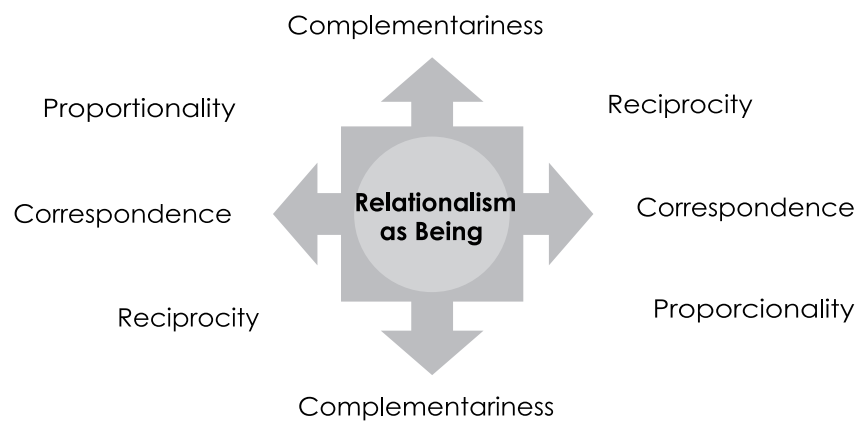 Complementariness
Proportionality
Reciprocity
Relationalism
as Being
Correspondence
Correspondence
Reciprocity
Proporcionality
Complementariness